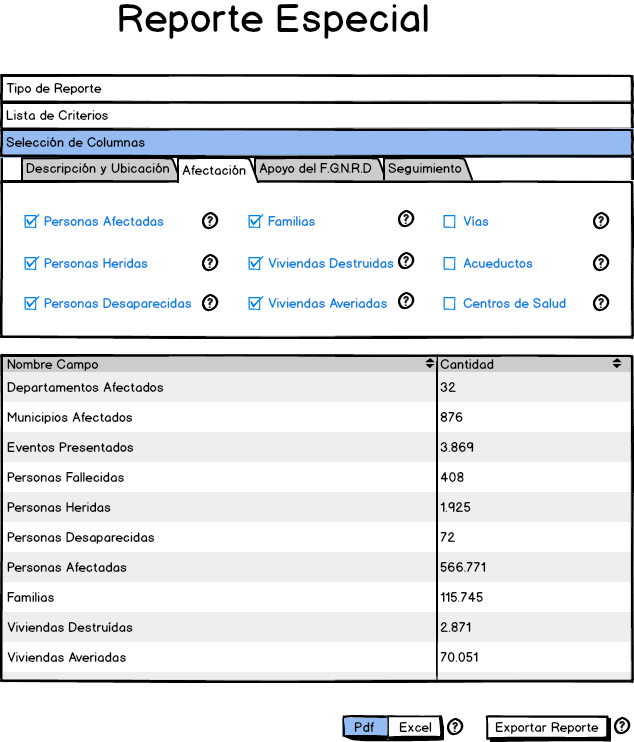 Reporte Especial
Tipo de Reporte
Lista de Criterios
Selección de Columnas
Descripción y Ubicación Afectación Apoyo del F.G.N.R.D Seguimiento
Personas Afectadas ? Familias ? Vías ?
Personas Heridas ? Viviendas Destruidas ? Acueductos ?
Personas Desaparecidas ? Viviendas Averiadas ? Centros de Salud ?
Nombre Campo Cantidad
Departamentos Afectados 32
Municipios Afectados 876
Eventos Presentados 3.869
Personas Fallecidas 408
Personas Heridas 1.925
Personas Desaparecidas 72
Personas Afectadas 566.771
Familias 115.745
Viviendas Destruídas 2.871
Viviendas Averiadas 70.051
Pdf Excel ? Exportar Reporte ?